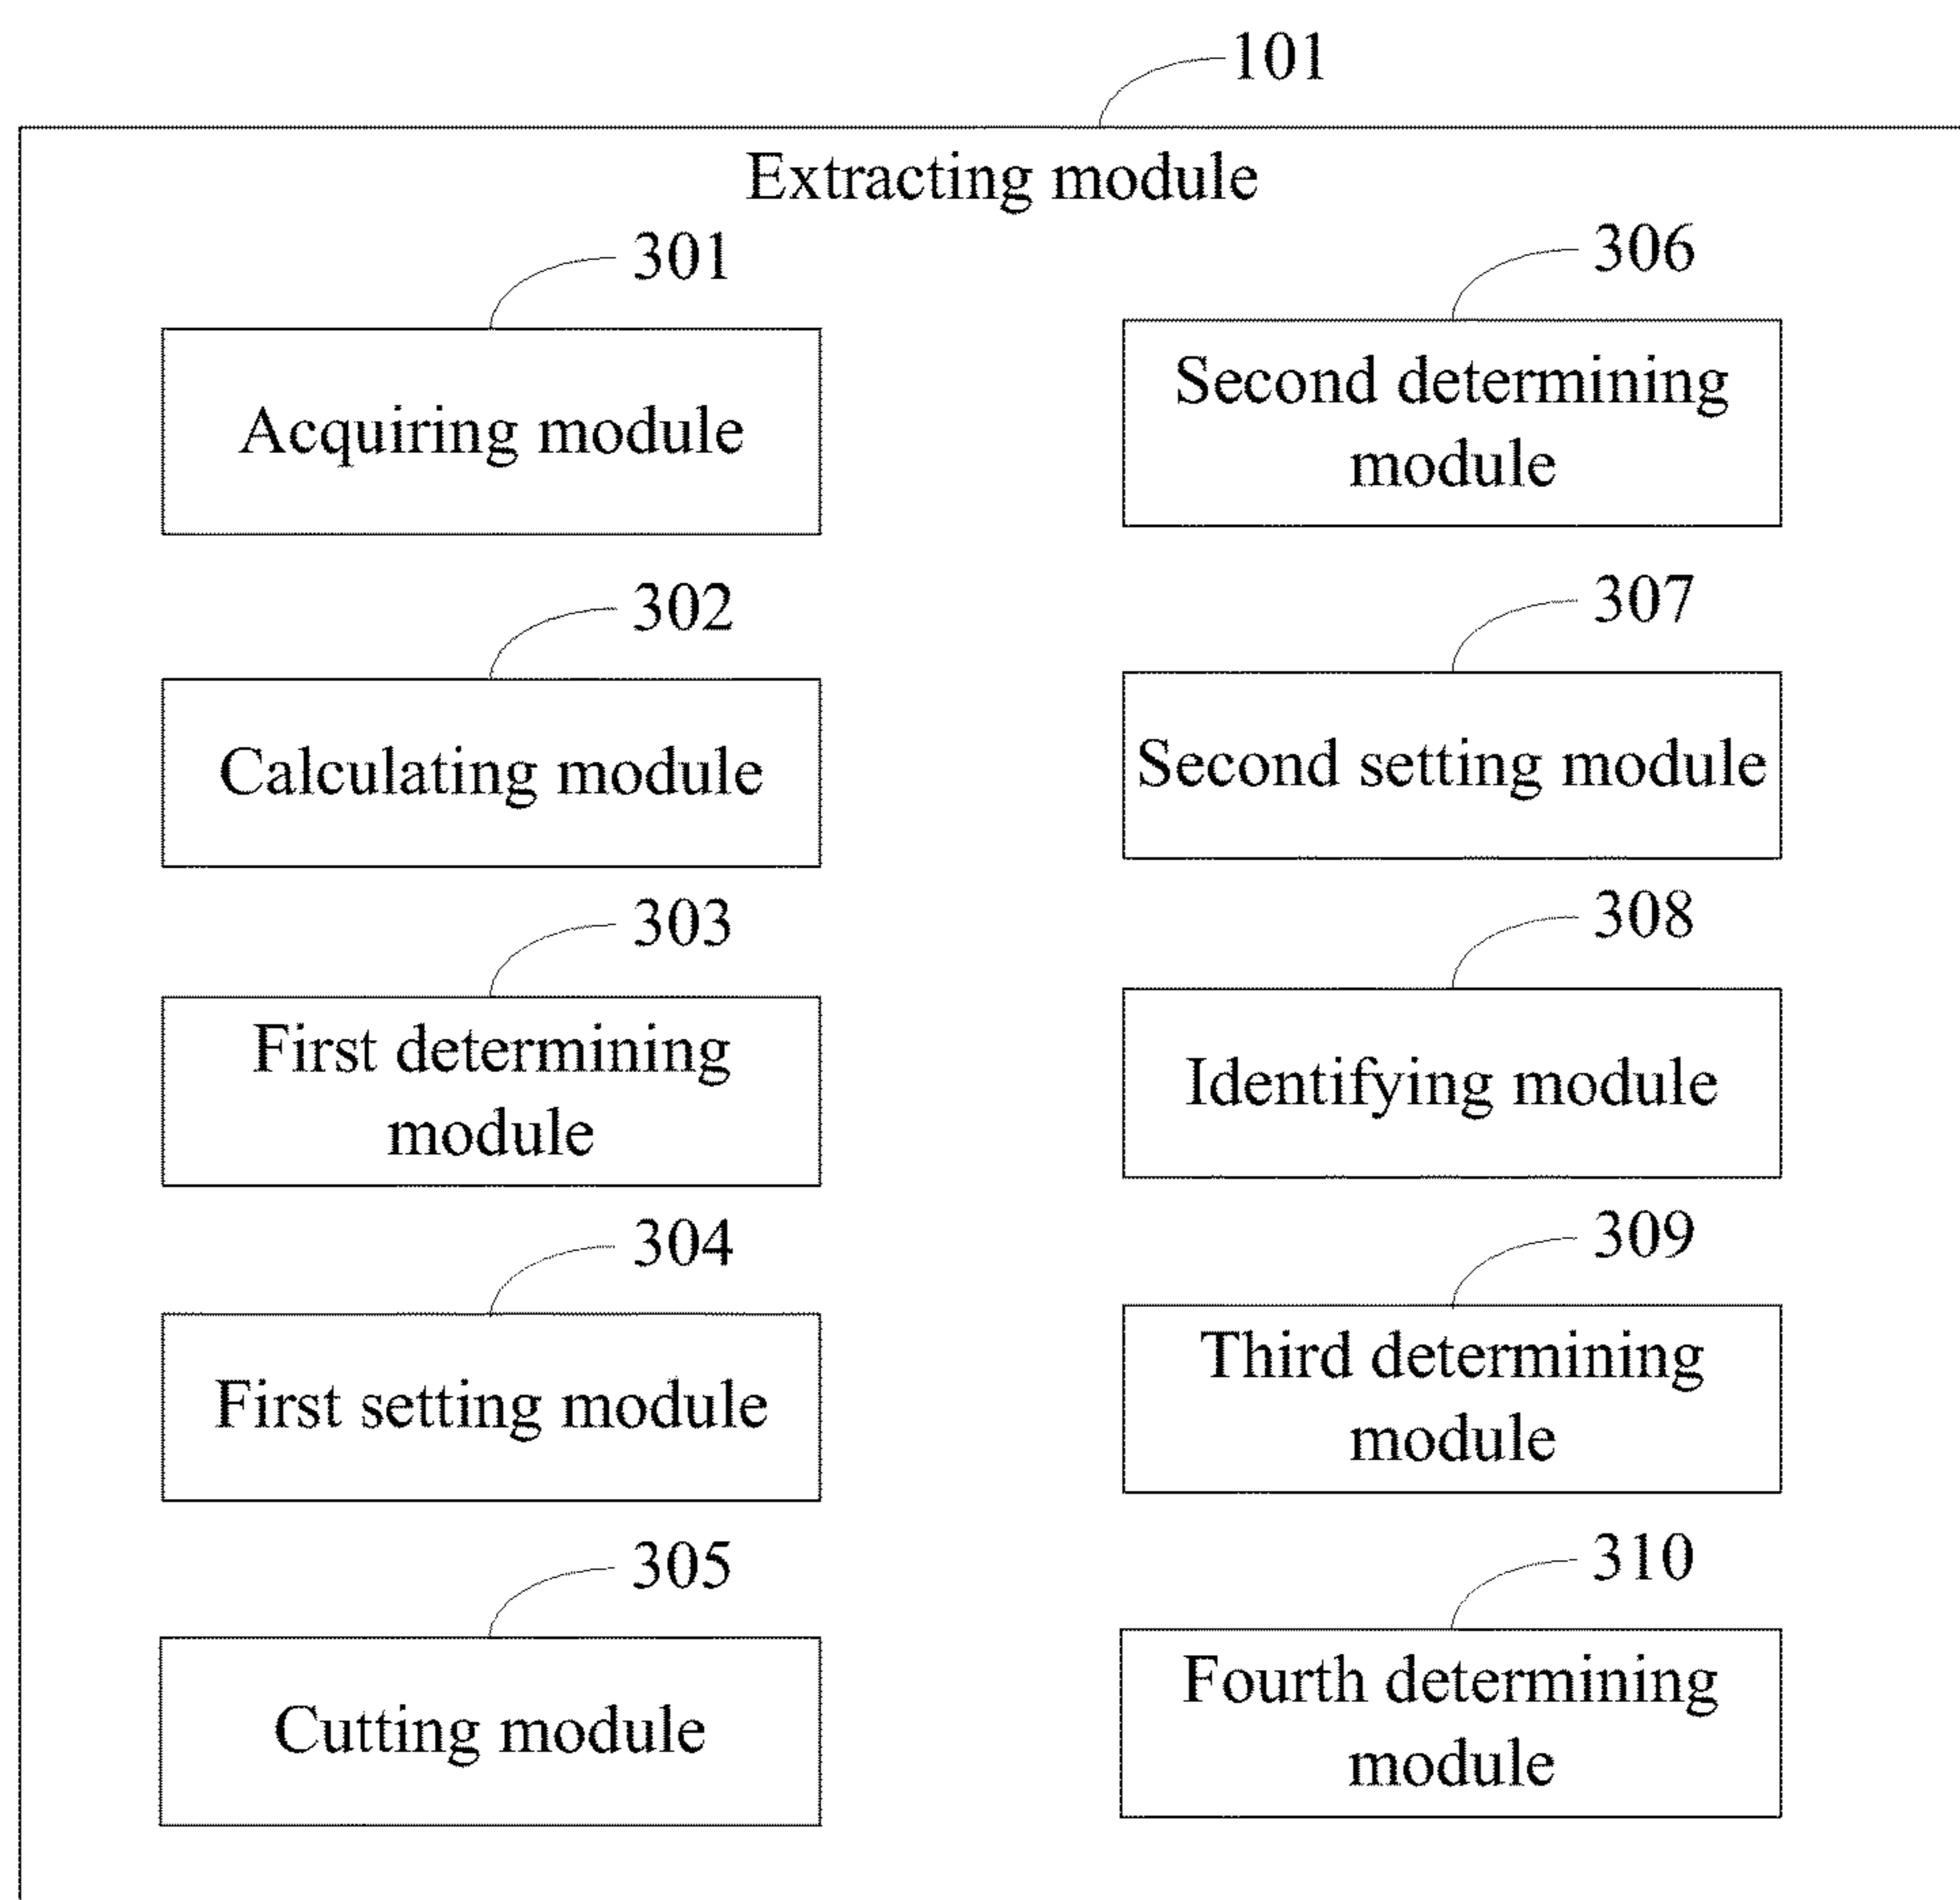 101
Extracting module
301
Acquiring module
302
Calculating module
303
First determining
module
304
First setting module
305
Cutting module
306
Second determining
module
307
Second setting module
308
Identifying module
309
Third determining
module
310
Fourth determining
module